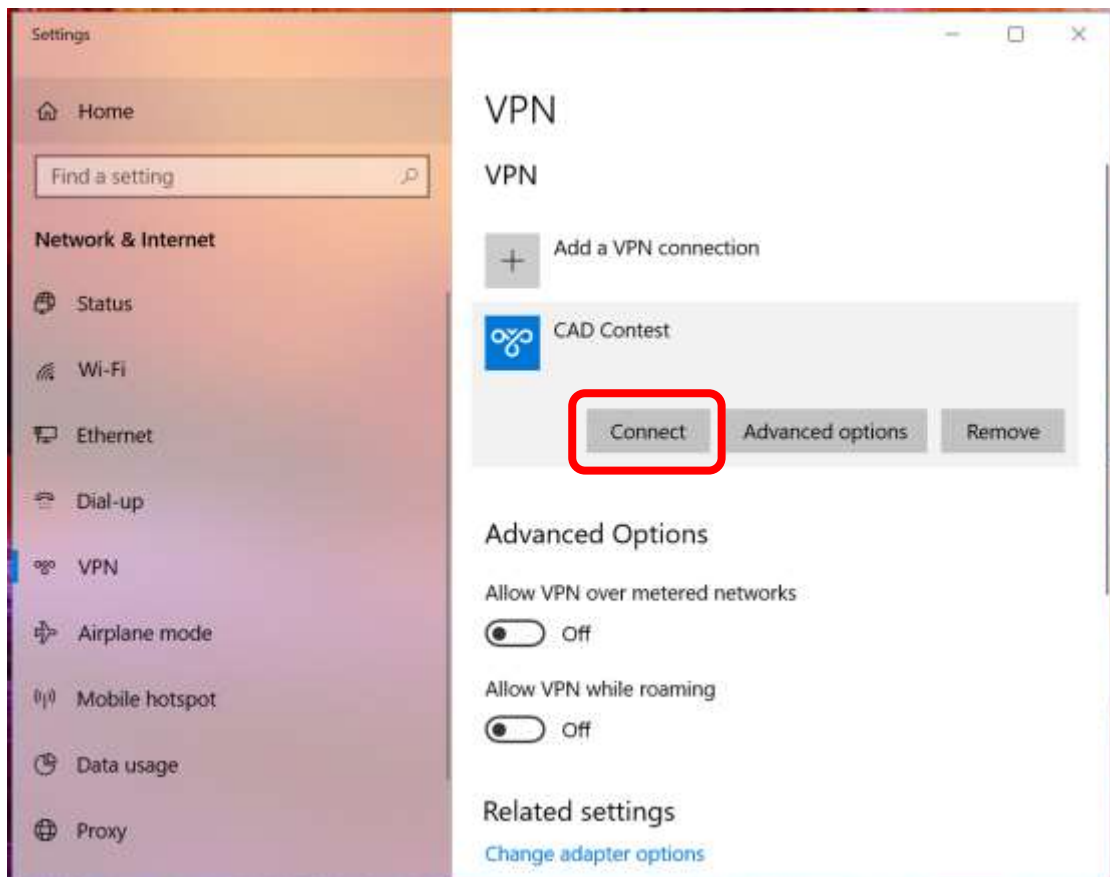 Settings
Home
Find a setting
Network & Internet
Status
Wi-Fi
Ethernet
Dial-up
VPN
Airplane mode
Mobile hotspot
Data usage
Proxy
VPN
VPN
Add a VPN connection
CAD Contest
Connect Advanced options Remove
Advanced Options
Allow VPN over metered networks
Off
Allow VPN while roaming
Off
Related settings
Change adapter options